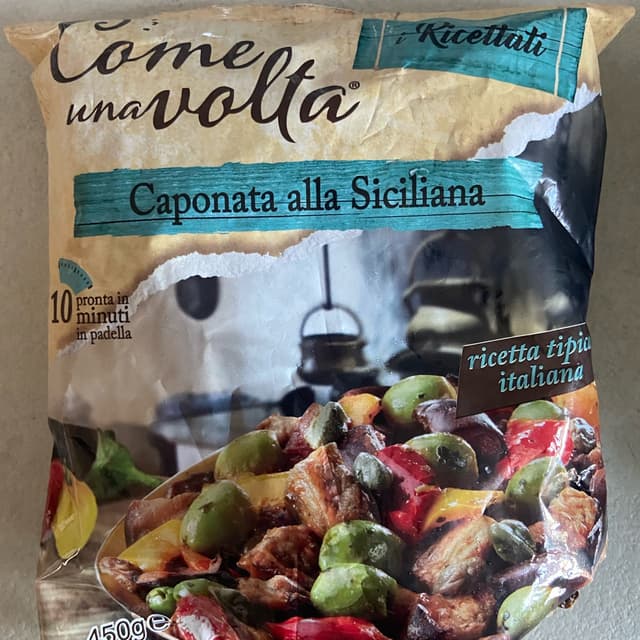 i Ricettati
Come
una volta®
Caponata alla Siciliana
10 pronta in
minuti
in padella
ricetta tipica
italiana
450g e